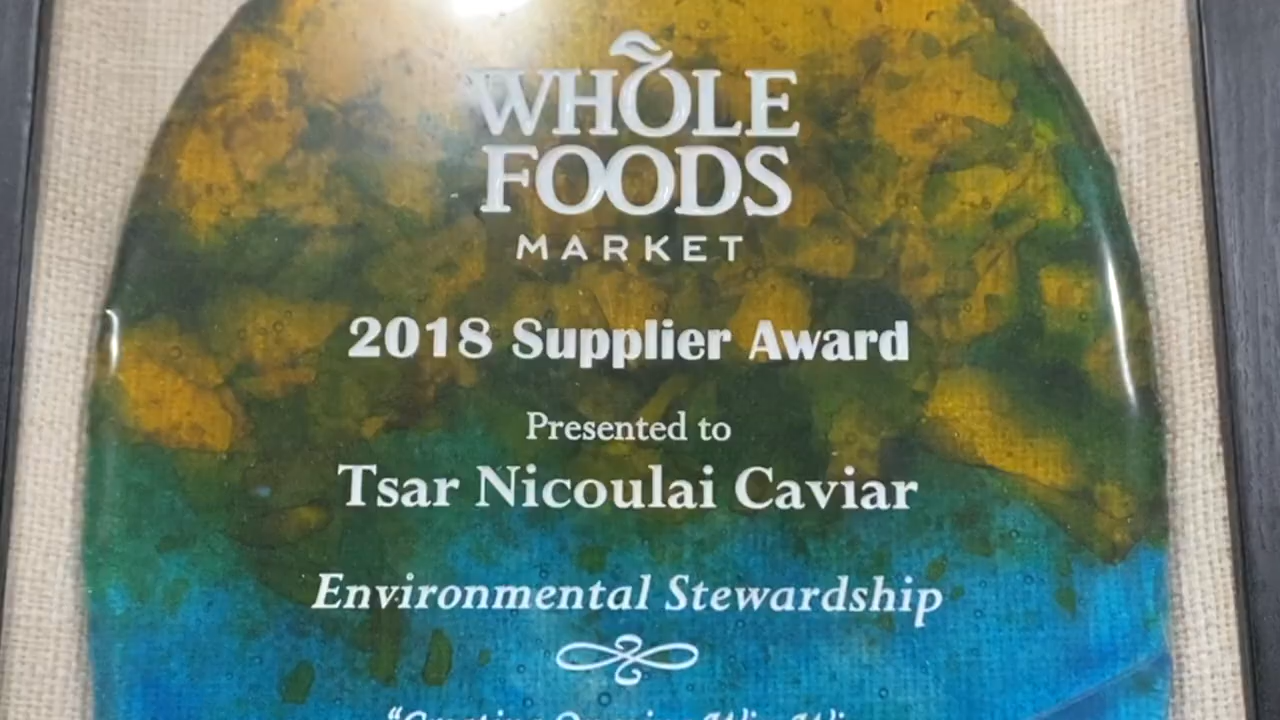 WHOLE
FOODS
MARKET
2018 Supplier Award
Presented to
Tsar Nicoulai Caviar
Environmental Stewardship